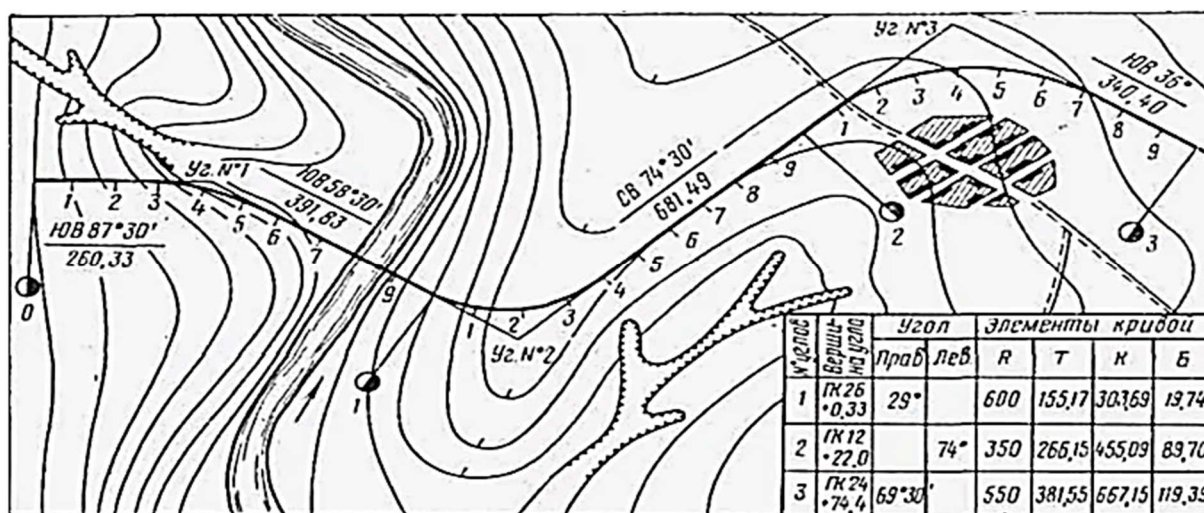 Уг №3
ЮВ 36°
340,40
2 3 4 5 6 7 8 9
1
9
8
7
6
5
4
3
2
1
СВ 74°30'
681,49
Уг. №1
ЮВ 58°30'
391,83
1 2 3 4 5 6 7
9
ЮВ 87°30'
260,33
0
1
2
3
Уг. №2
№ углов
Верши-
на угла
Угол
Элементы кривой
Прав
Лев.
R
Т
К
Б
1
ПК 26
+0,33
29°
600
155,17
303,69
19,74
2
ПК 12
+22,0
74°
350
266,15
455,09
89,70
3
ПК 24
+74,4
69°30'
550
381,55
667,15
119,39